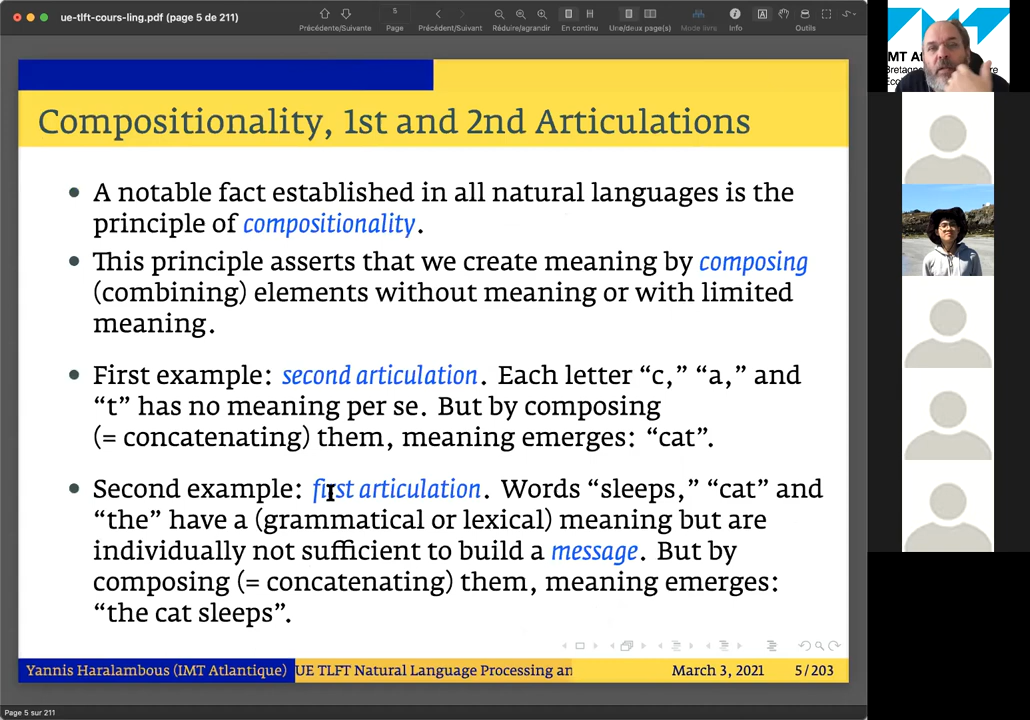 ue-tlft-cours-ling.pdf (page 5 de 211)
5
Précédente/Suivante
Page
Précédent/Suivant
Réduire/agrandir
En continu
Une/deux page(s)
Mode livre
Info
Outils
Compositionality, 1st and 2nd Articulations
• A notable fact established in all natural languages is the
principle of compositionality.
• This principle asserts that we create meaning by composing
(combining) elements without meaning or with limited
meaning.
• First example: second articulation. Each letter “c,” “a,” and
“t” has no meaning per se. But by composing
(= concatenating) them, meaning emerges: “cat”.
• Second example: first articulation. Words “sleeps,” “cat” and
“the” have a (grammatical or lexical) meaning but are
individually not sufficient to build a message. But by
composing (= concatenating) them, meaning emerges:
“the cat sleeps”.
Yannis Haralambous (IMT Atlantique)
UE TLFT Natural Language Processing an
March 3, 2021
5/203
Page 5 sur 211